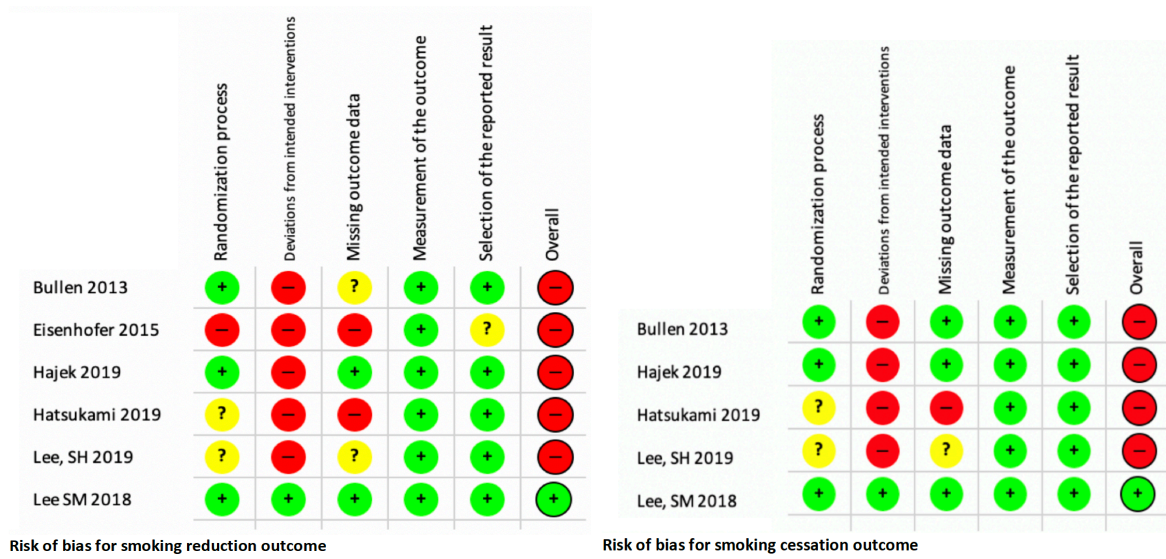 Randomization process
Deviations from intended interventions
Missing outcome data
Measurement of the outcome
Selection of the reported result
Overall
Bullen 2013 + − ? + + −
Eisenhofer 2015 − − − + ? −
Hajek 2019 + − + + + −
Hatsukami 2019 ? − − + + −
Lee, SH 2019 ? − ? + + −
Lee SM 2018 + + + + + +
Risk of bias for smoking reduction outcome
Randomization process
Deviations from intended interventions
Missing outcome data
Measurement of the outcome
Selection of the reported result
Overall
Bullen 2013 + − + + + −
Hajek 2019 + − + + + −
Hatsukami 2019 ? − − + + −
Lee, SH 2019 ? − ? + + −
Lee, SM 2018 + + + + + +
Risk of bias for smoking cessation outcome